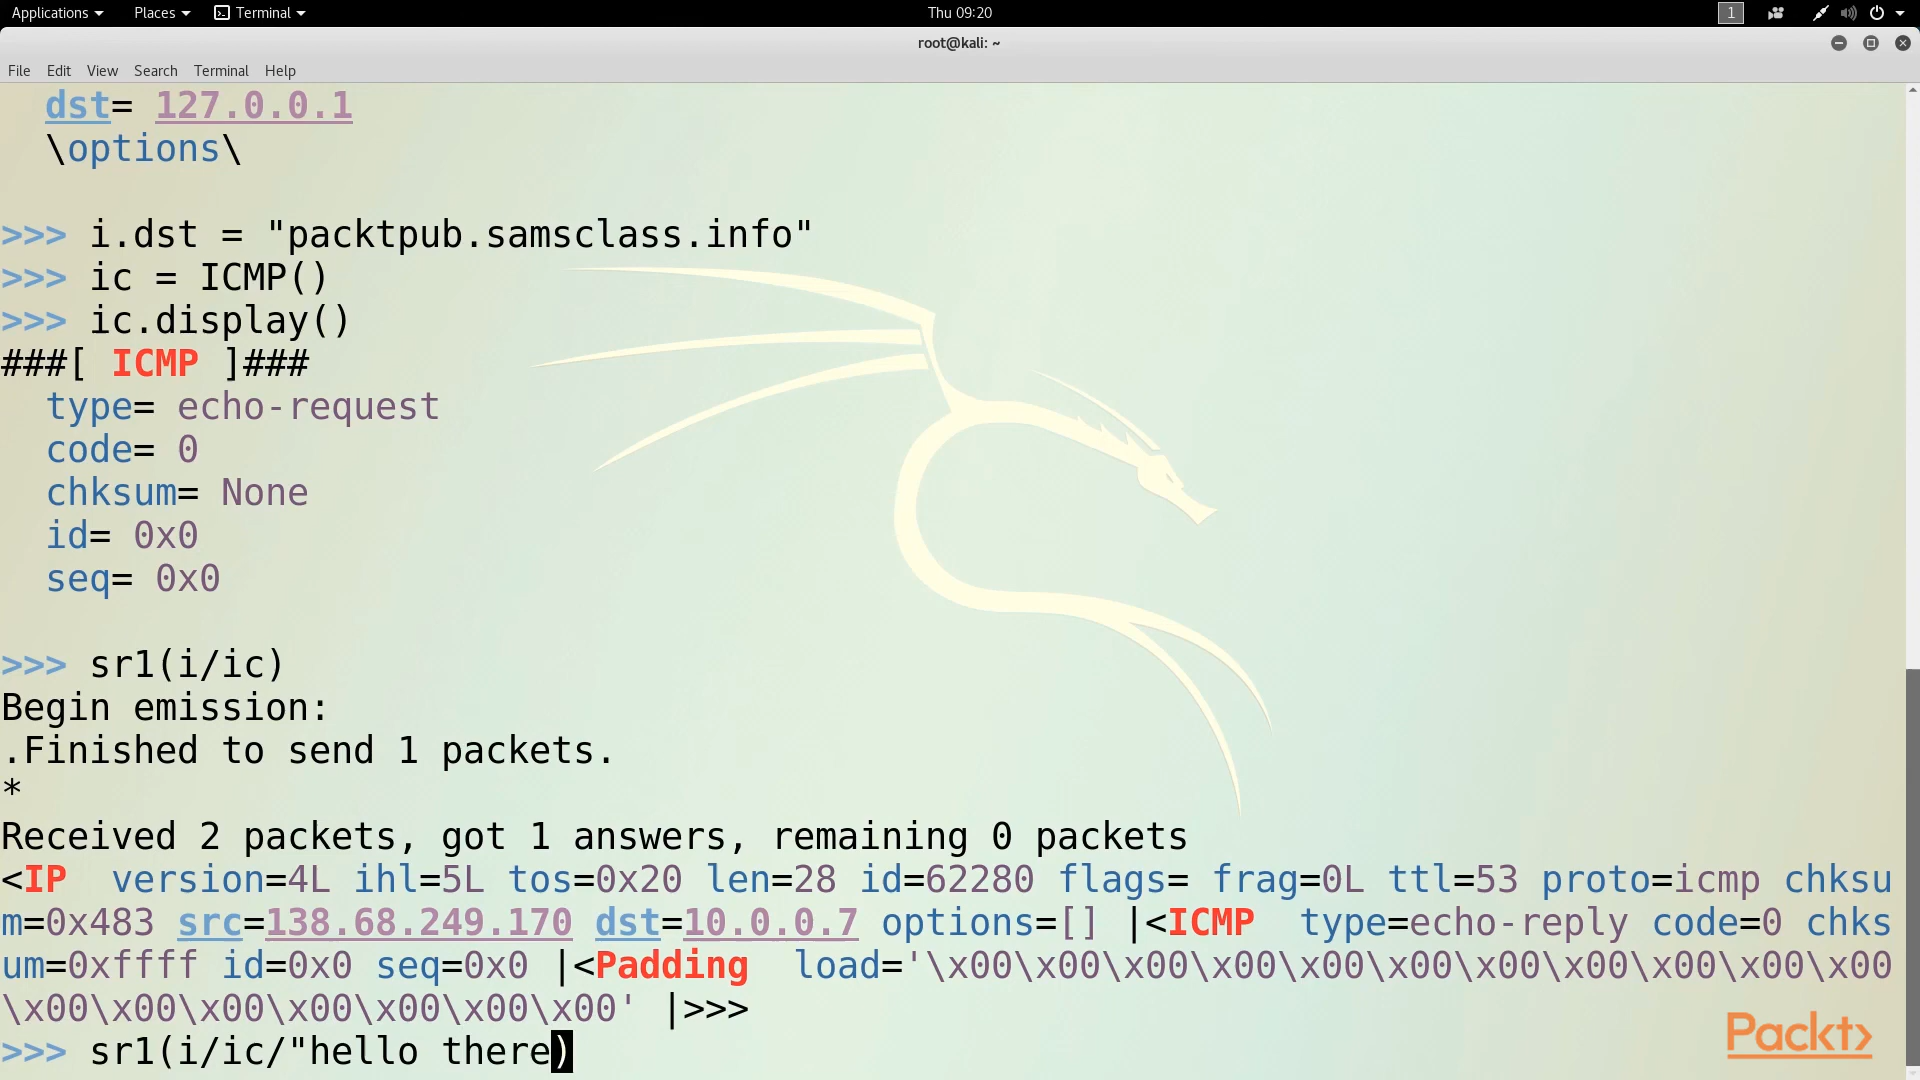 Applications Places Terminal Thu 09:20 1
root@kali: ~
File Edit View Search Terminal Help
dst= 127.0.0.1
\options\
>>> i.dst = "packtpub.samsclass.info"
>>> ic = ICMP()
>>> ic.display()
###[ ICMP ]###
type= echo-request
code= 0
chksum= None
id= 0x0
seq= 0x0
>>> sr1(i/ic)
Begin emission:
.Finished to send 1 packets.
*
Received 2 packets, got 1 answers, remaining 0 packets
<IP version=4L ihl=5L tos=0x20 len=28 id=62280 flags= frag=0L ttl=53 proto=icmp chksu
m=0x483 src=138.68.249.170 dst=10.0.0.7 options=[] |<ICMP type=echo-reply code=0 chks
um=0xffff id=0x0 seq=0x0 |<Padding load='\x00\x00\x00\x00\x00\x00\x00\x00\x00\x00\x00
\x00\x00\x00\x00\x00\x00\x00' |>>>
>>> sr1(i/ic/"hello there)
Packt>